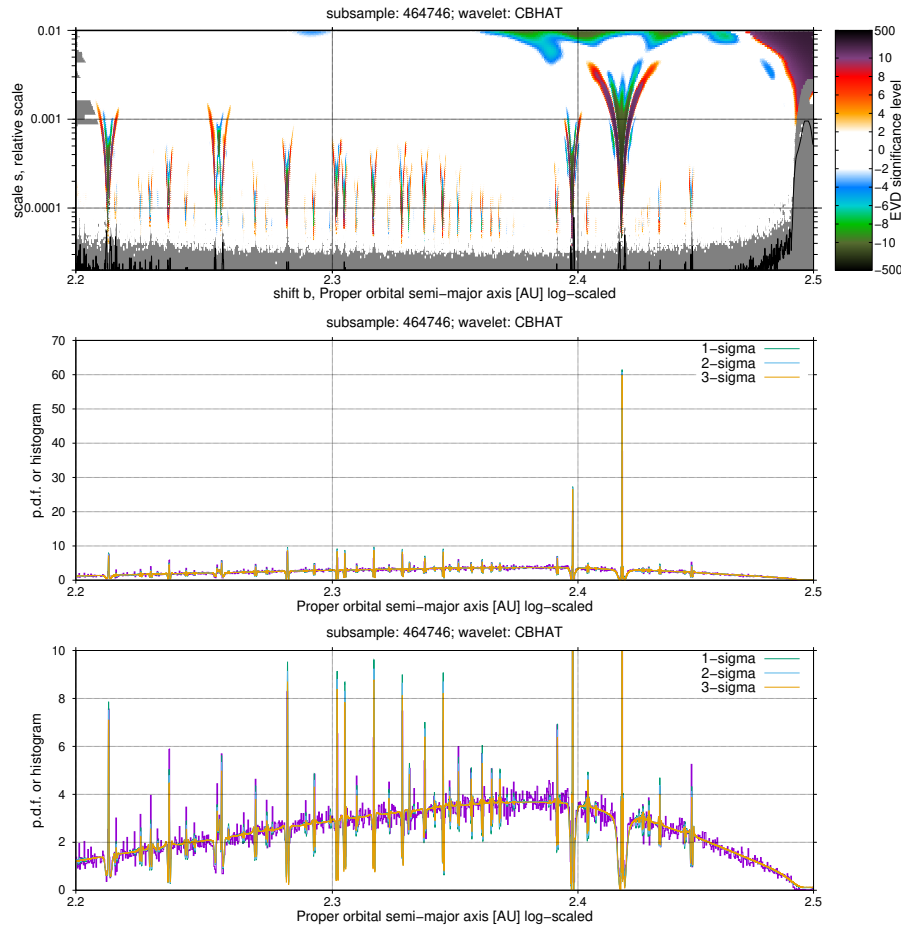 subsample: 464746; wavelet: CBHAT
0.01
0.001
0.0001
scale s, relative scale
2.2 2.3 2.4 2.5
shift b, Proper orbital semi−major axis [AU] log−scaled
500
10
8
6
4
2
0
−2
−4
−6
−8
−10
−500
EVD significance level
subsample: 464746; wavelet: CBHAT
70
60
50
40
30
20
10
0
p.d.f. or histogram
1−sigma
2−sigma
3−sigma
2.2 2.3 2.4 2.5
Proper orbital semi−major axis [AU] log−scaled
subsample: 464746; wavelet: CBHAT
10
8
6
4
2
0
p.d.f. or histogram
1−sigma
2−sigma
3−sigma
2.2 2.3 2.4 2.5
Proper orbital semi−major axis [AU] log−scaled